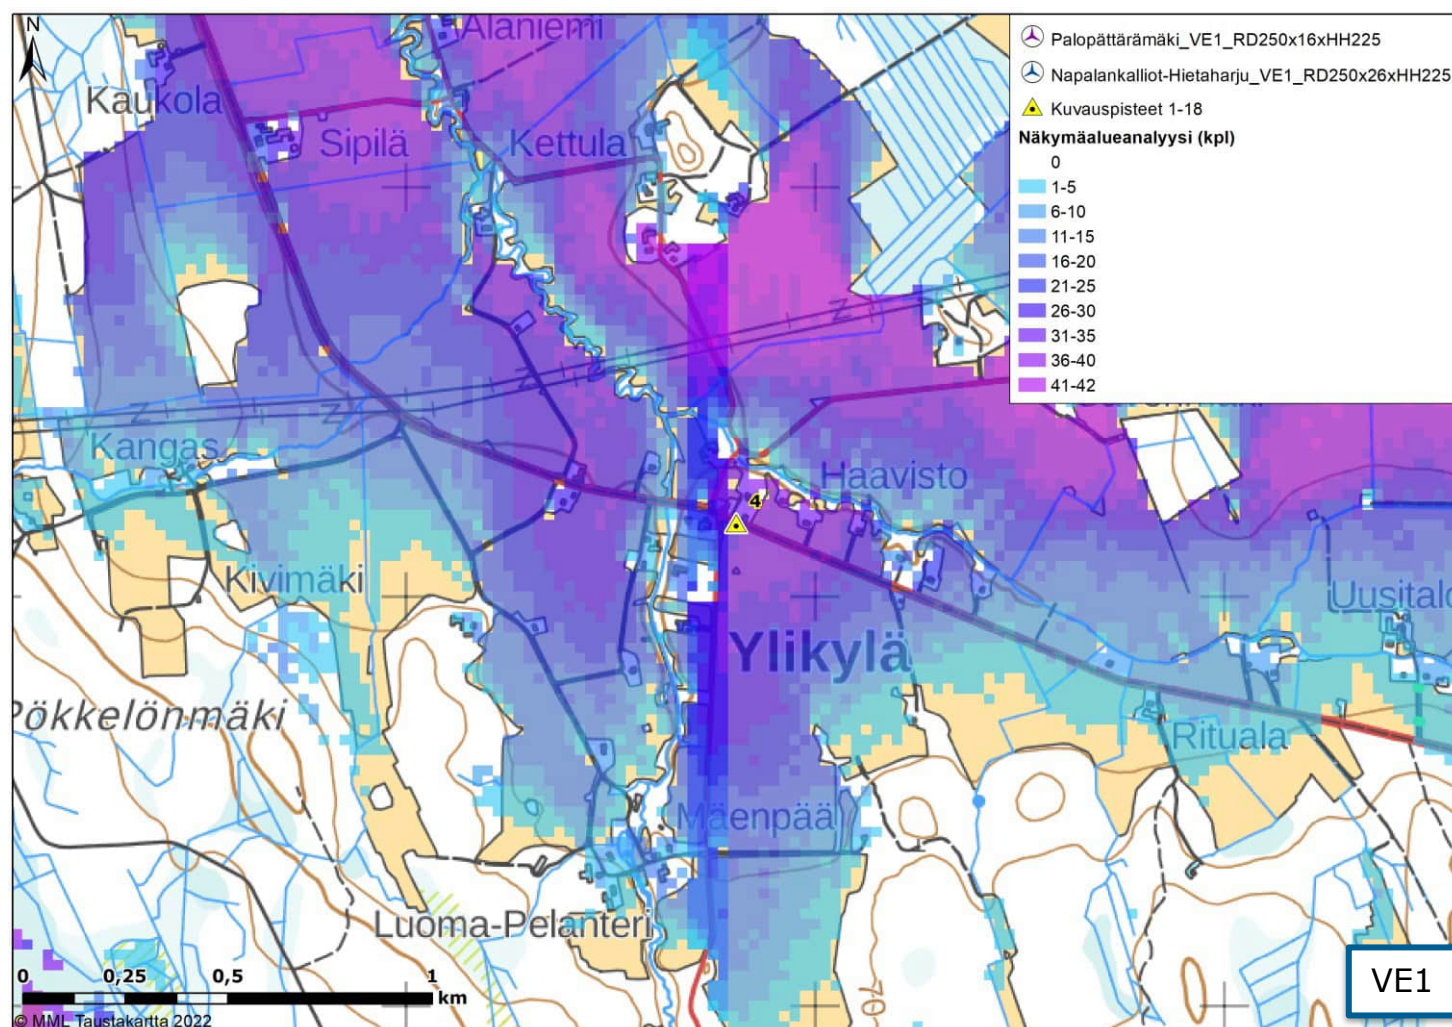 N
Alaniemi
Kaukola
Sipilä
Kettula
Palopättärämäki_VE1_RD250x16xHH225
Napalankalliot-Hietaharju_VE1_RD250x26xHH225
Kuvauspisteet 1-18
Näkymäalueanalyysi (kpl)
0
1-5
6-10
11-15
16-20
21-25
26-30
31-35
36-40
41-42
Kangas
Haavisto
4
Kivimäki
Uusitalo
Ylikylä
Pökkelönmäki
Rituala
Mäenpää
Luoma-Pelanteri
0 0,25 0,5 1
km
70
VE1
© MML Taustakartta 2022